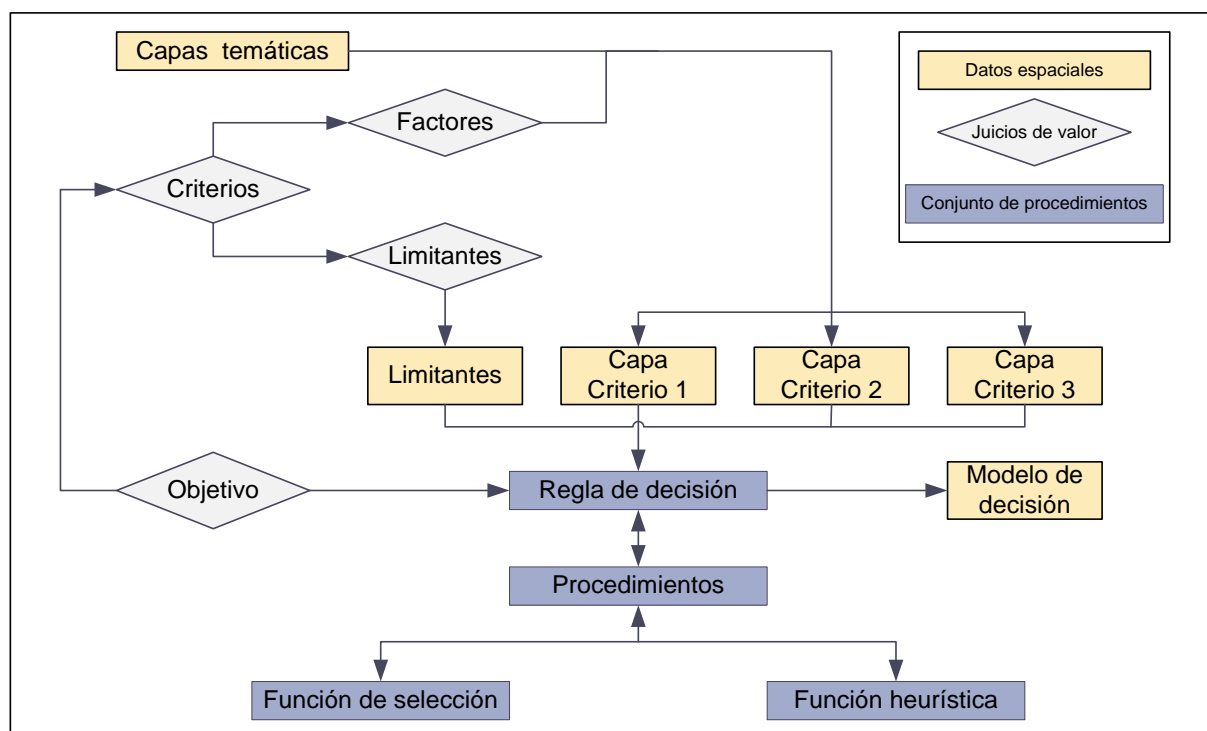 Capas temáticas
Datos espaciales
Juicios de valor
Conjunto de procedimientos
Factores
Criterios
Limitantes
Limitantes
Capa
Criterio 1
Capa
Criterio 2
Capa
Criterio 3
Objetivo
Regla de decisión
Modelo de
decisión
Procedimientos
Función de selección
Función heurística